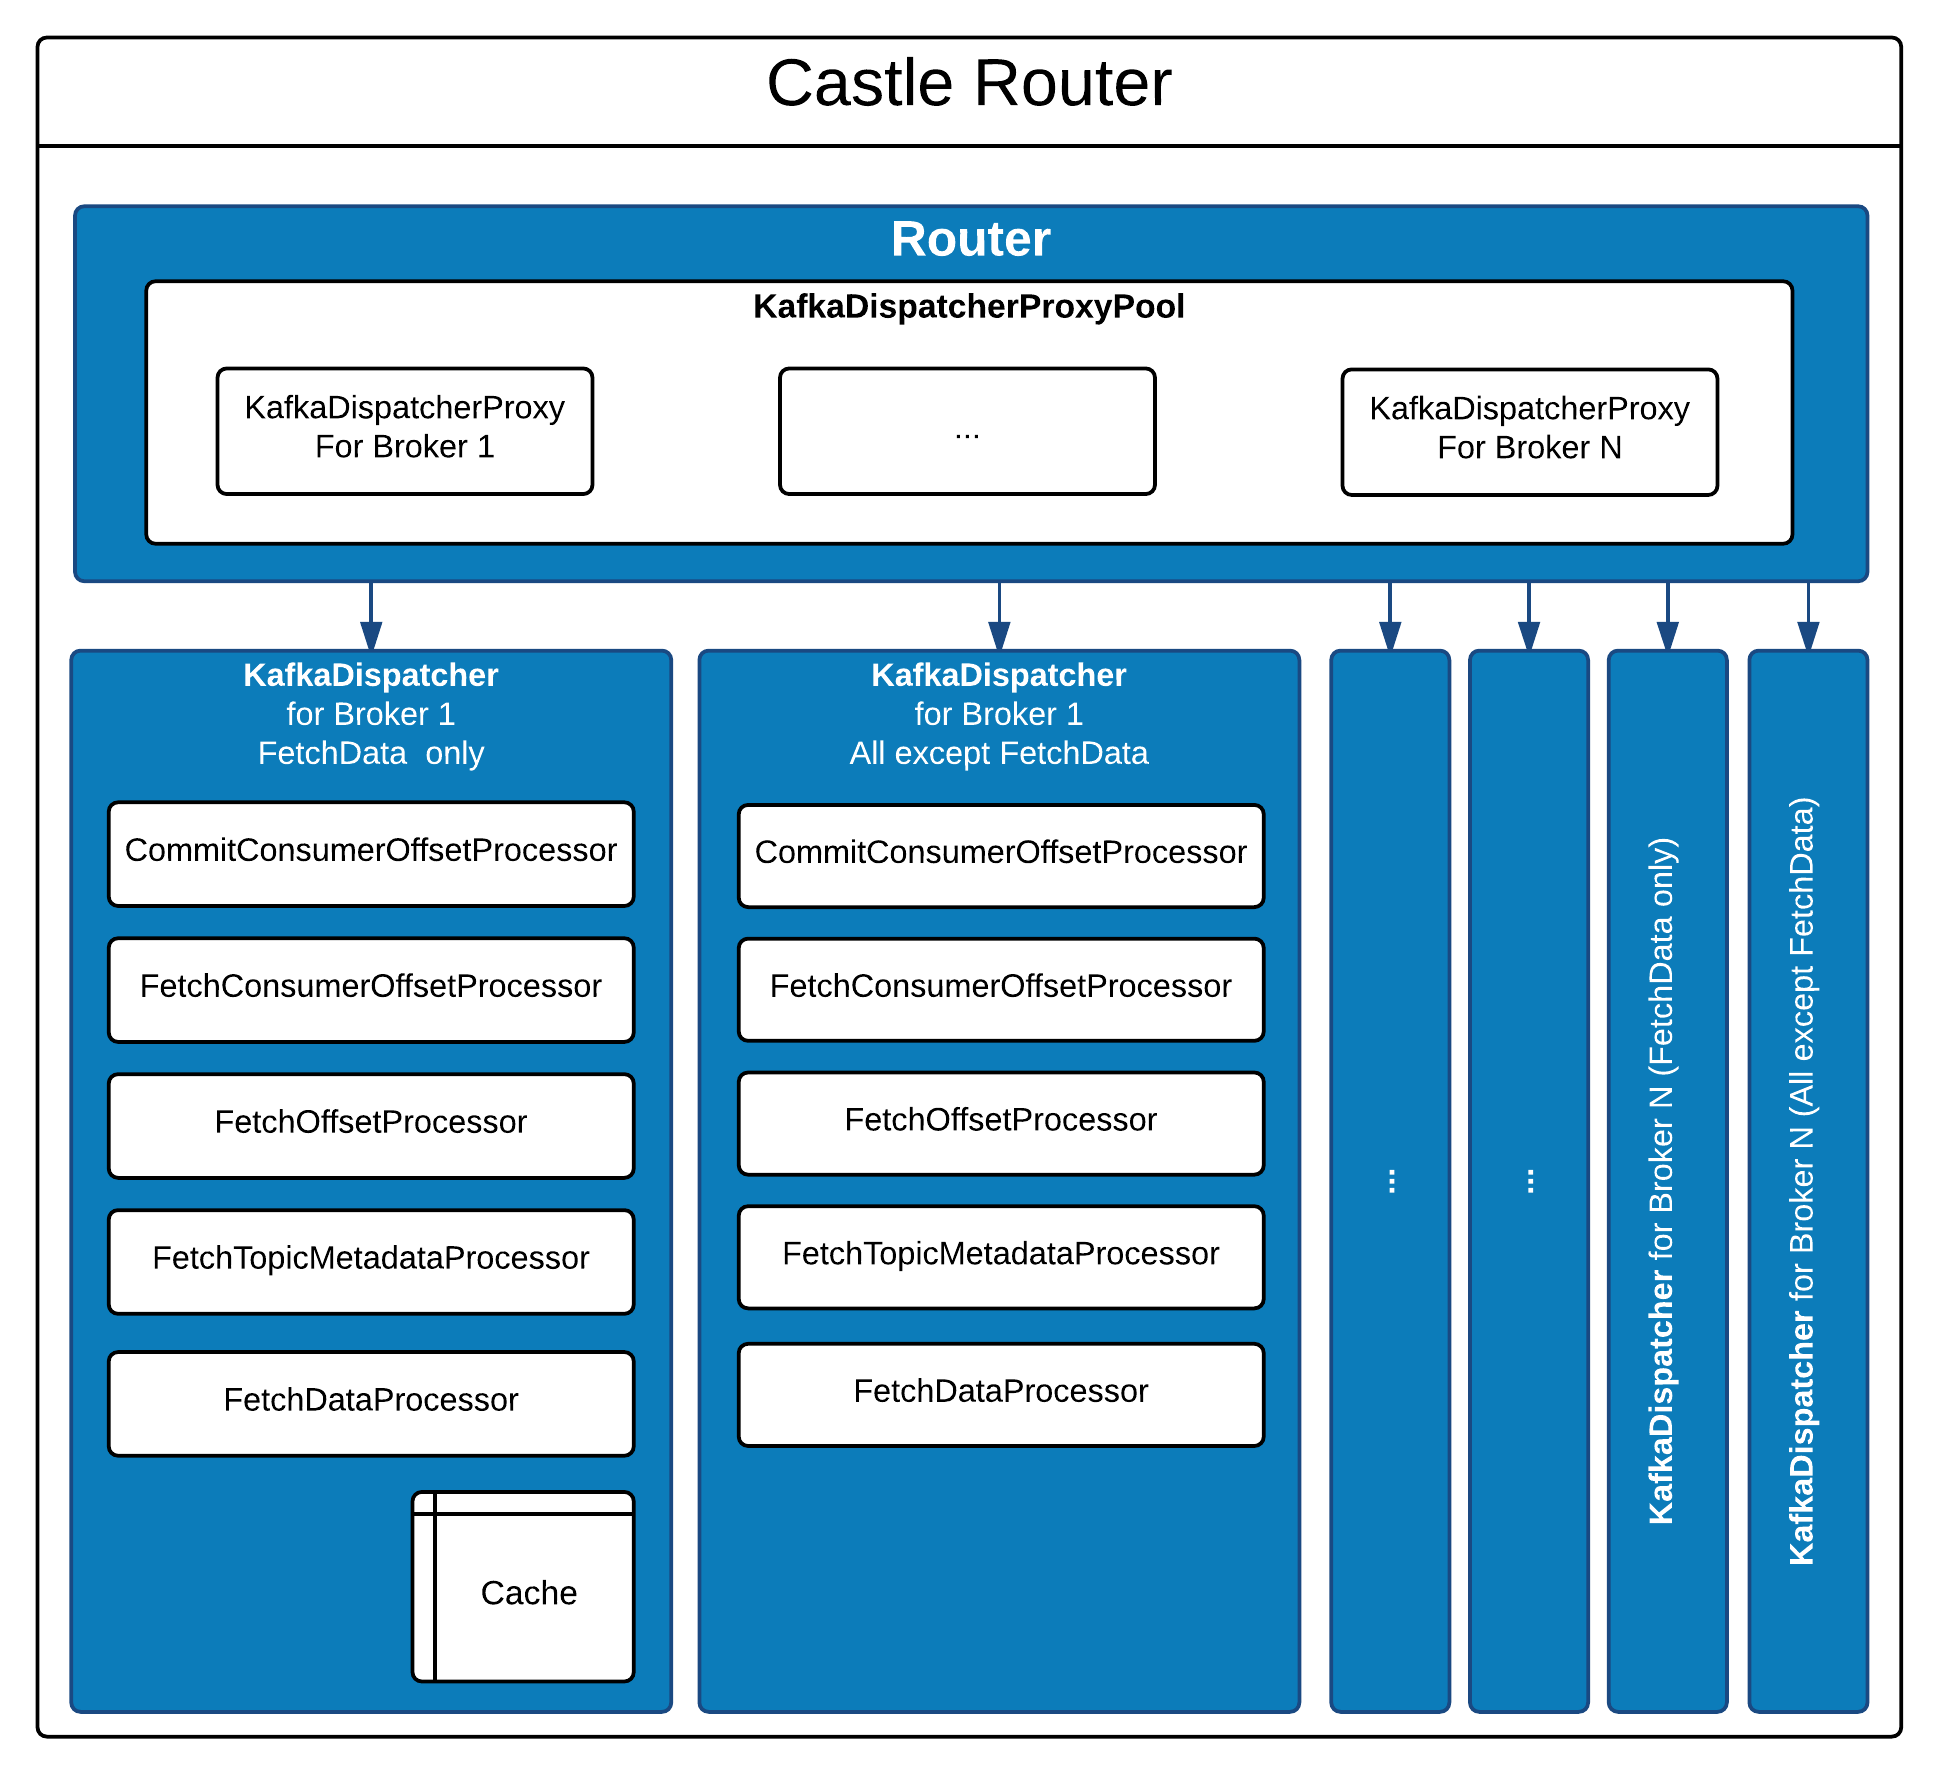 Castle Router
Router
KafkaDispatcherProxyPool
KafkaDispatcherProxy
For Broker 1
...
KafkaDispatcherProxy
For Broker N
KafkaDispatcher
for Broker 1
FetchData  only
CommitConsumerOffsetProcessor
FetchConsumerOffsetProcessor
FetchOffsetProcessor
FetchTopicMetadataProcessor
FetchDataProcessor
Cache
KafkaDispatcher
for Broker 1
All except FetchData
CommitConsumerOffsetProcessor
FetchConsumerOffsetProcessor
FetchOffsetProcessor
FetchTopicMetadataProcessor
FetchDataProcessor
...
...
KafkaDispatcher for Broker N (FetchData only)
KafkaDispatcher for Broker N (All except FetchData)